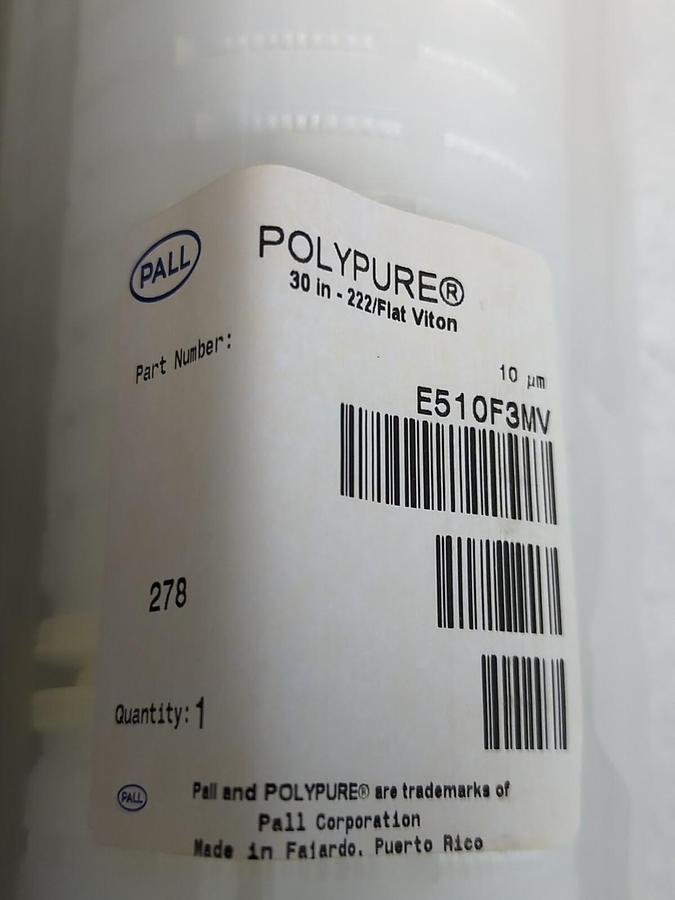 PALL
POLYPURE®
30 in - 222/Flat Viton
Part Number:
10 µm
E510F3MV
278
Quantity: 1
PALL
Pall and POLYPURE® are trademarks of
Pall Corporation
Made in Fajardo, Puerto Rico